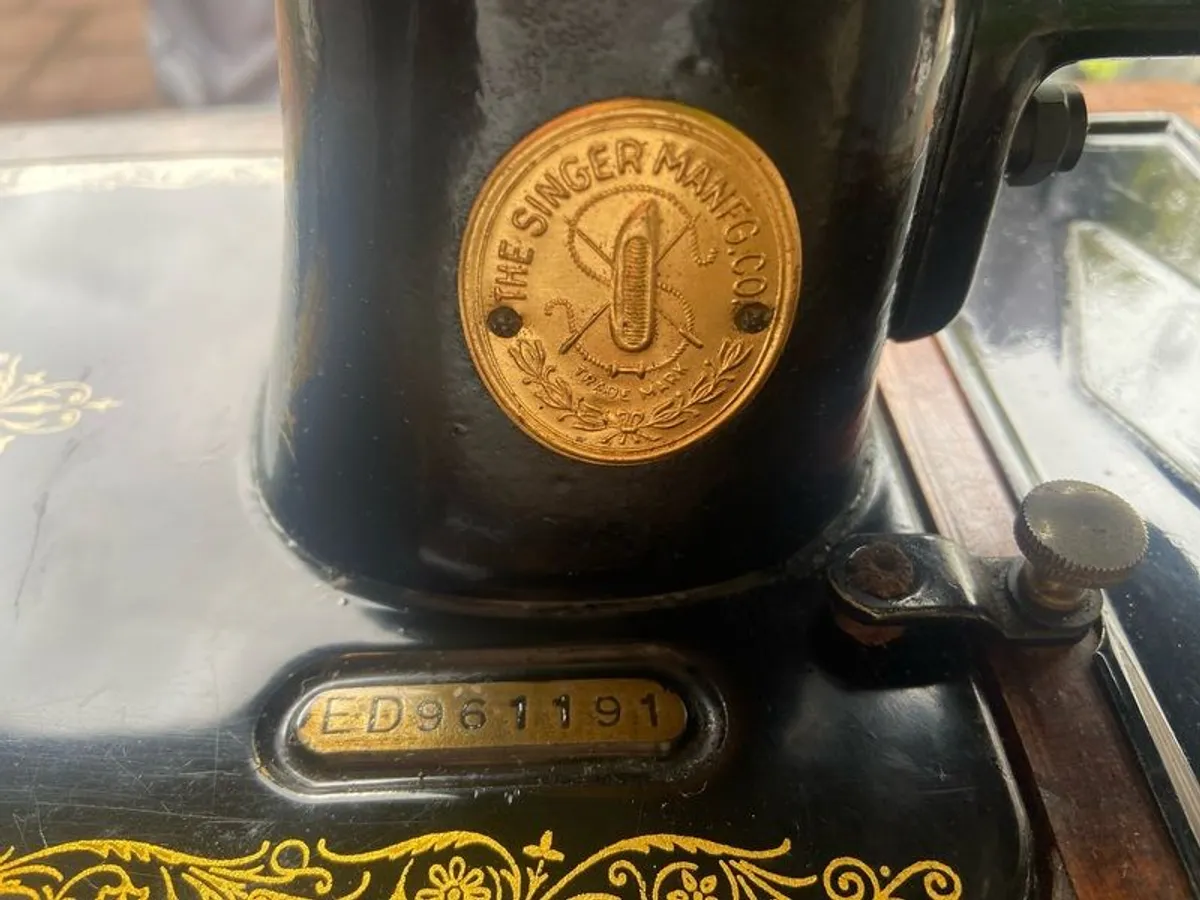 THE SINGER MANFG. CO.
TRADE MARK
ED961191